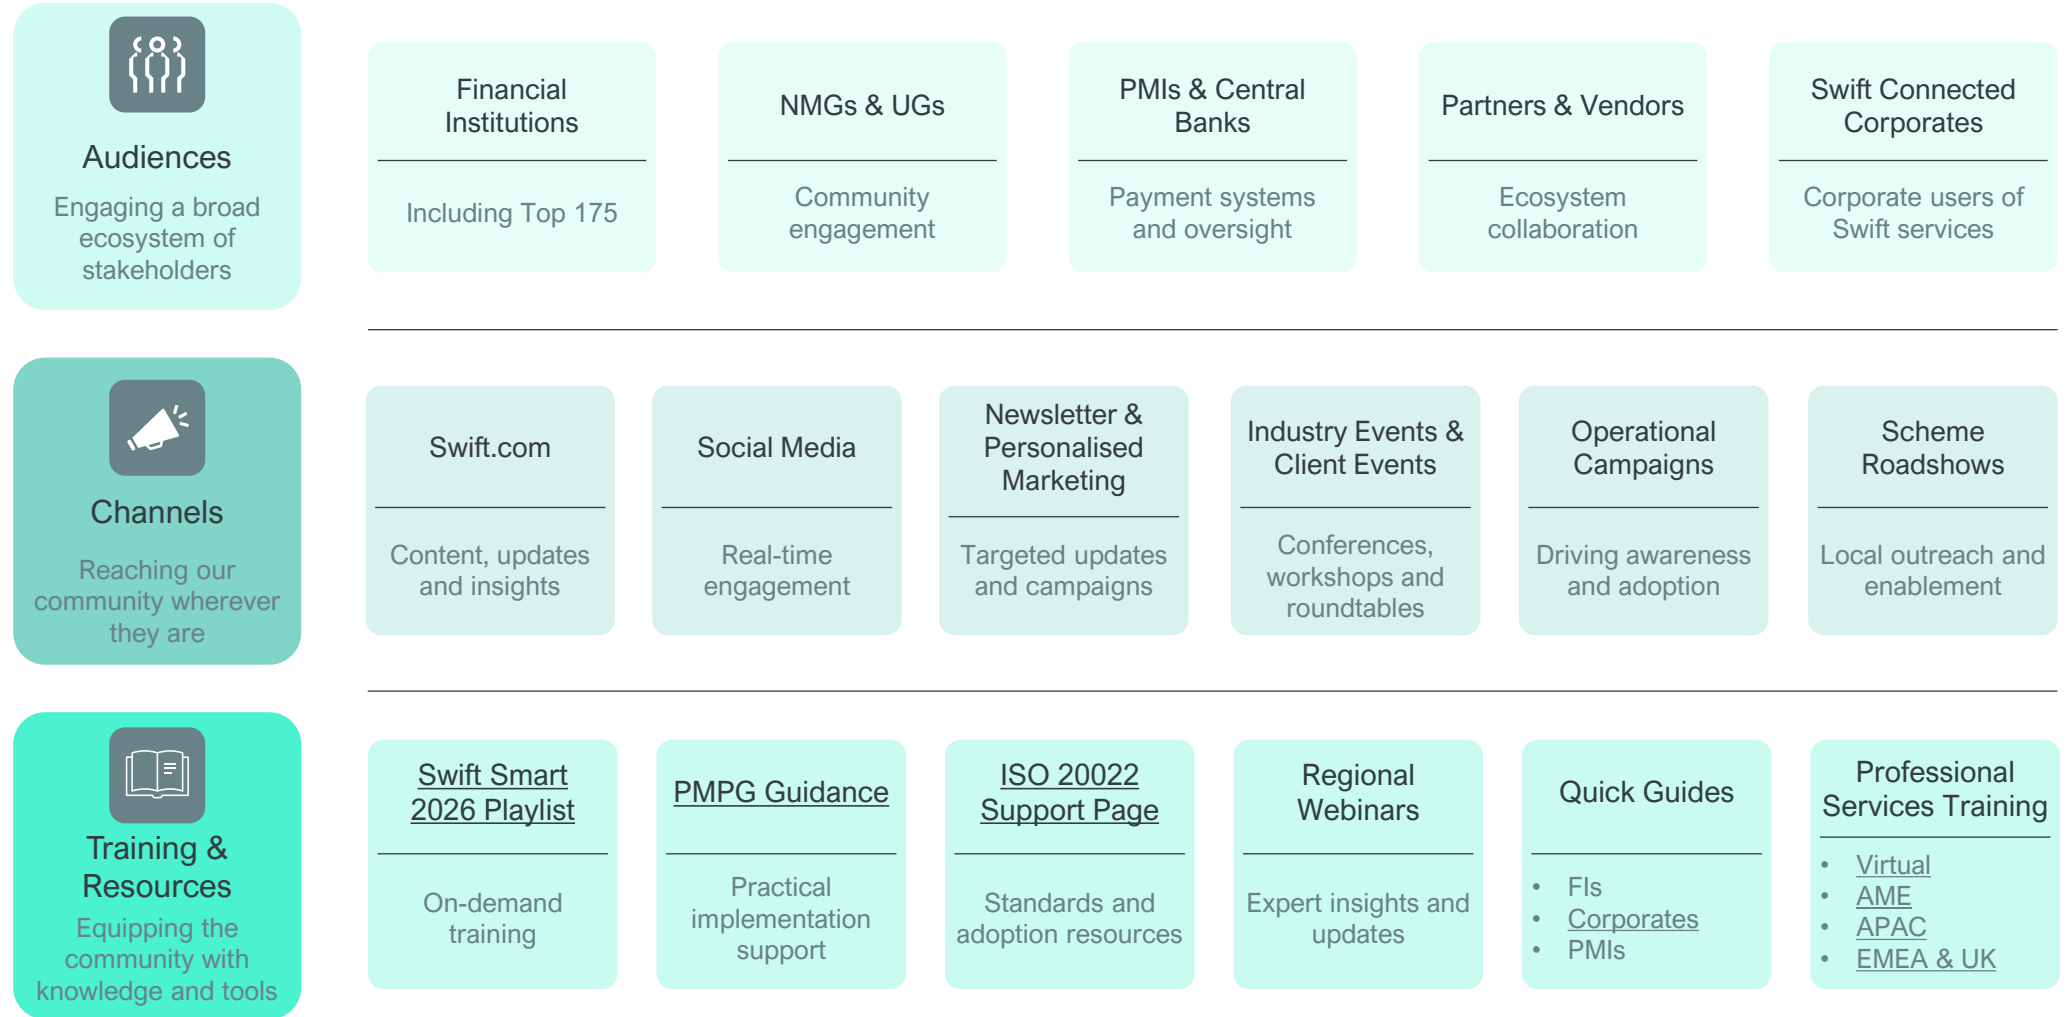 Audiences
Engaging a broad
ecosystem of
stakeholders
Financial
Institutions
Including Top 175
NMGs & UGs
Community
engagement
PMIs & Central
Banks
Payment systems
and oversight
Partners & Vendors
Ecosystem
collaboration
Swift Connected
Corporates
Corporate users of
Swift services
Channels
Reaching our
community wherever
they are
Swift.com
Content, updates
and insights
Social Media
Real-time
engagement
Newsletter &
Personalised
Marketing
Targeted updates
and campaigns
Industry Events &
Client Events
Conferences,
workshops and
roundtables
Operational
Campaigns
Driving awareness
and adoption
Scheme
Roadshows
Local outreach and
enablement
Training &
Resources
Equipping the
community with
knowledge and tools
Swift Smart
2026 Playlist
On-demand
training
PMPG Guidance
Practical
implementation
support
ISO 20022
Support Page
Standards and
adoption resources
Regional
Webinars
Expert insights and
updates
Quick Guides
• FIs
• Corporates
• PMIs
Professional
Services Training
• Virtual
• AME
• APAC
• EMEA & UK